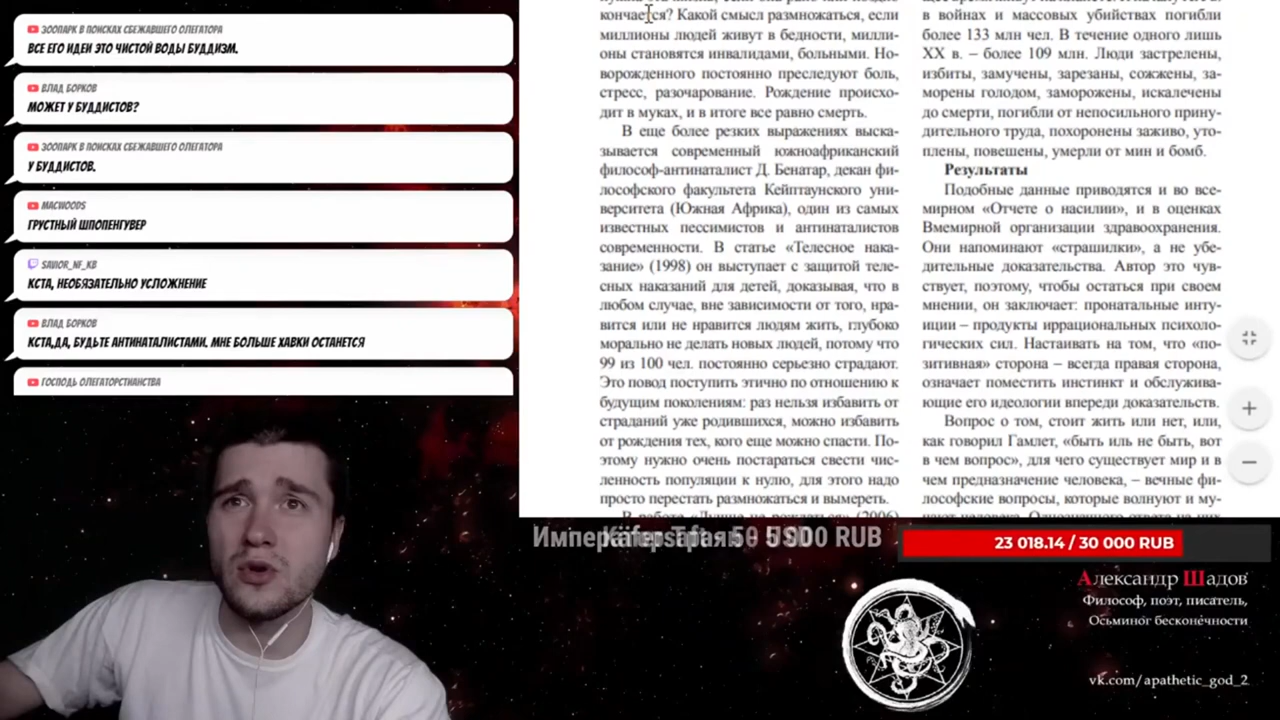 ЗООПАРК В ПОИСКАХ СБЕЖАВШЕГО ОЛЕГАТОРА
ВСЕ ЕГО ИДЕИ ЭТО ЧИСТОЙ ВОДЫ БУДДИЗМ.
ВЛАД БОРКОВ
МОЖЕТ У БУДДИСТОВ?
ЗООПАРК В ПОИСКАХ СБЕЖАВШЕГО ОЛЕГАТОРА
У БУДДИСТОВ.
MACWOODS
ГРУСТНЫЙ ШПОПЕНГУВЕР
SAVIOR_NF_KB
КСТА, НЕОБЯЗАТЕЛЬНО УСЛОЖНЕНИЕ
ВЛАД БОРКОВ
КСТА,ДА, БУДЬТЕ АНТИНАТАЛИСТАМИ. МНЕ БОЛЬШЕ ХАВКИ ОСТАНЕТСЯ
ГОСПОДЬ ОЛЕГАТОРСТИАНСТВА
кончается? Какой смысл размножаться, если
миллионы людей живут в бедности, милли-
оны становятся инвалидами, больными. Но-
ворожденного постоянно преследуют боль,
стресс, разочарование. Рождение происхо-
дит в муках, и в итоге все равно смерть.
В еще более резких выражениях выска-
зывается современный южноафриканский
философ-антинаталист Д. Бенатар, декан фи-
лософского факультета Кейптаунского уни-
верситета (Южная Африка), один из самых
известных пессимистов и антинаталистов
современности. В статье «Телесное нака-
зание» (1998) он выступает с защитой теле-
сных наказаний для детей, доказывая, что в
любом случае, вне зависимости от того, нра-
вится или не нравится людям жить, глубоко
морально не делать новых людей, потому что
99 из 100 чел. постоянно серьезно страдают.
Это повод поступить этично по отношению к
будущим поколениям: раз нельзя избавить от
страданий уже родившихся, можно избавить
от рождения тех, кого еще можно спасти. По-
этому нужно очень постараться свести чис-
ленность популяции к нулю, для этого надо
просто перестать размножаться и вымереть.
В работе «Лучше не рождаться» (2006)
в войнах и массовых убийствах погибли
более 133 млн чел. В течение одного лишь
XX в. – более 109 млн. Люди застрелены,
избиты, замучены, зарезаны, сожжены, за-
морены голодом, заморожены, искалечены
до смерти, погибли от непосильного прину-
дительного труда, похоронены заживо, уто-
плены, повешены, умерли от мин и бомб.
Результаты
Подобные данные приводятся и во все-
мирном «Отчете о насилии», и в оценках
Вмемирной организации здравоохранения.
Они напоминают «страшилки», а не убе-
дительные доказательства. Автор это чув-
ствует, поэтому, чтобы остаться при своем
мнении, он заключает: пронатальные инту-
иции – продукты иррациональных психоло-
гических сил. Настаивать на том, что «по-
зитивная» сторона – всегда правая сторона,
означает поместить инстинкт и обслужива-
ющие его идеологии впереди доказательств.
Вопрос о том, стоит жить или нет, или,
как говорил Гамлет, «быть иль не быть, вот
в чем вопрос», для чего существует мир и в
чем предназначение человека, – вечные фи-
лософские вопросы, которые волнуют и му-
RUB
23 018.14 / 30 000 RUB
Александр Шадов
Философ, поэт, писатель,
Осьминог бесконечности
vk.com/apathetic_god_2